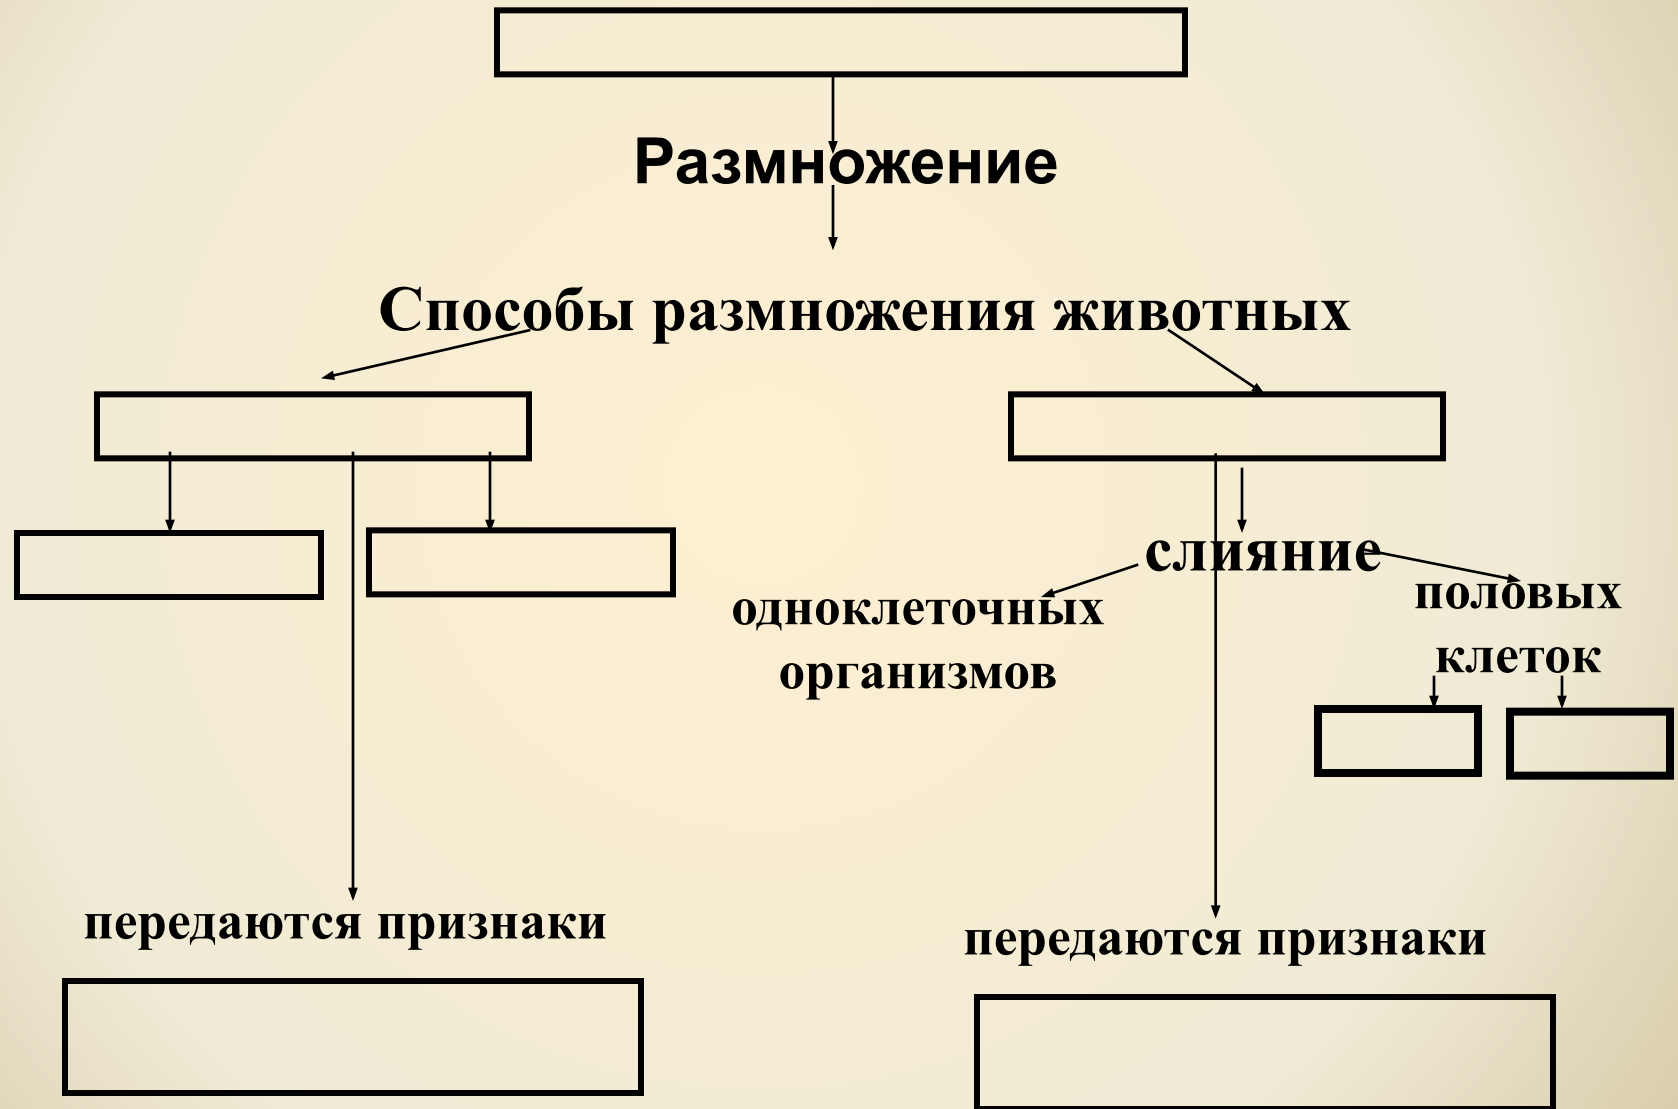 Размножение
Способы размножения животных
слияние
одноклеточных
организмов
половых
клеток
передаются признаки
передаются признаки